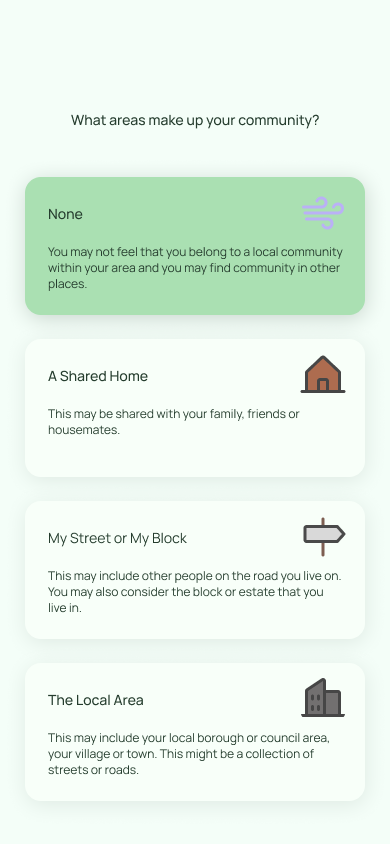 What areas make up your community?
None
You may not feel that you belong to a local community
within your area and you may find community in other
places.
A Shared Home
This may be shared with your family, friends or
housemates.
My Street or My Block
This may include other people on the road you live on.
You may also consider the block or estate that you
live in.
The Local Area
This may include your local borough or council area,
your village or town. This might be a collection of
streets or roads.